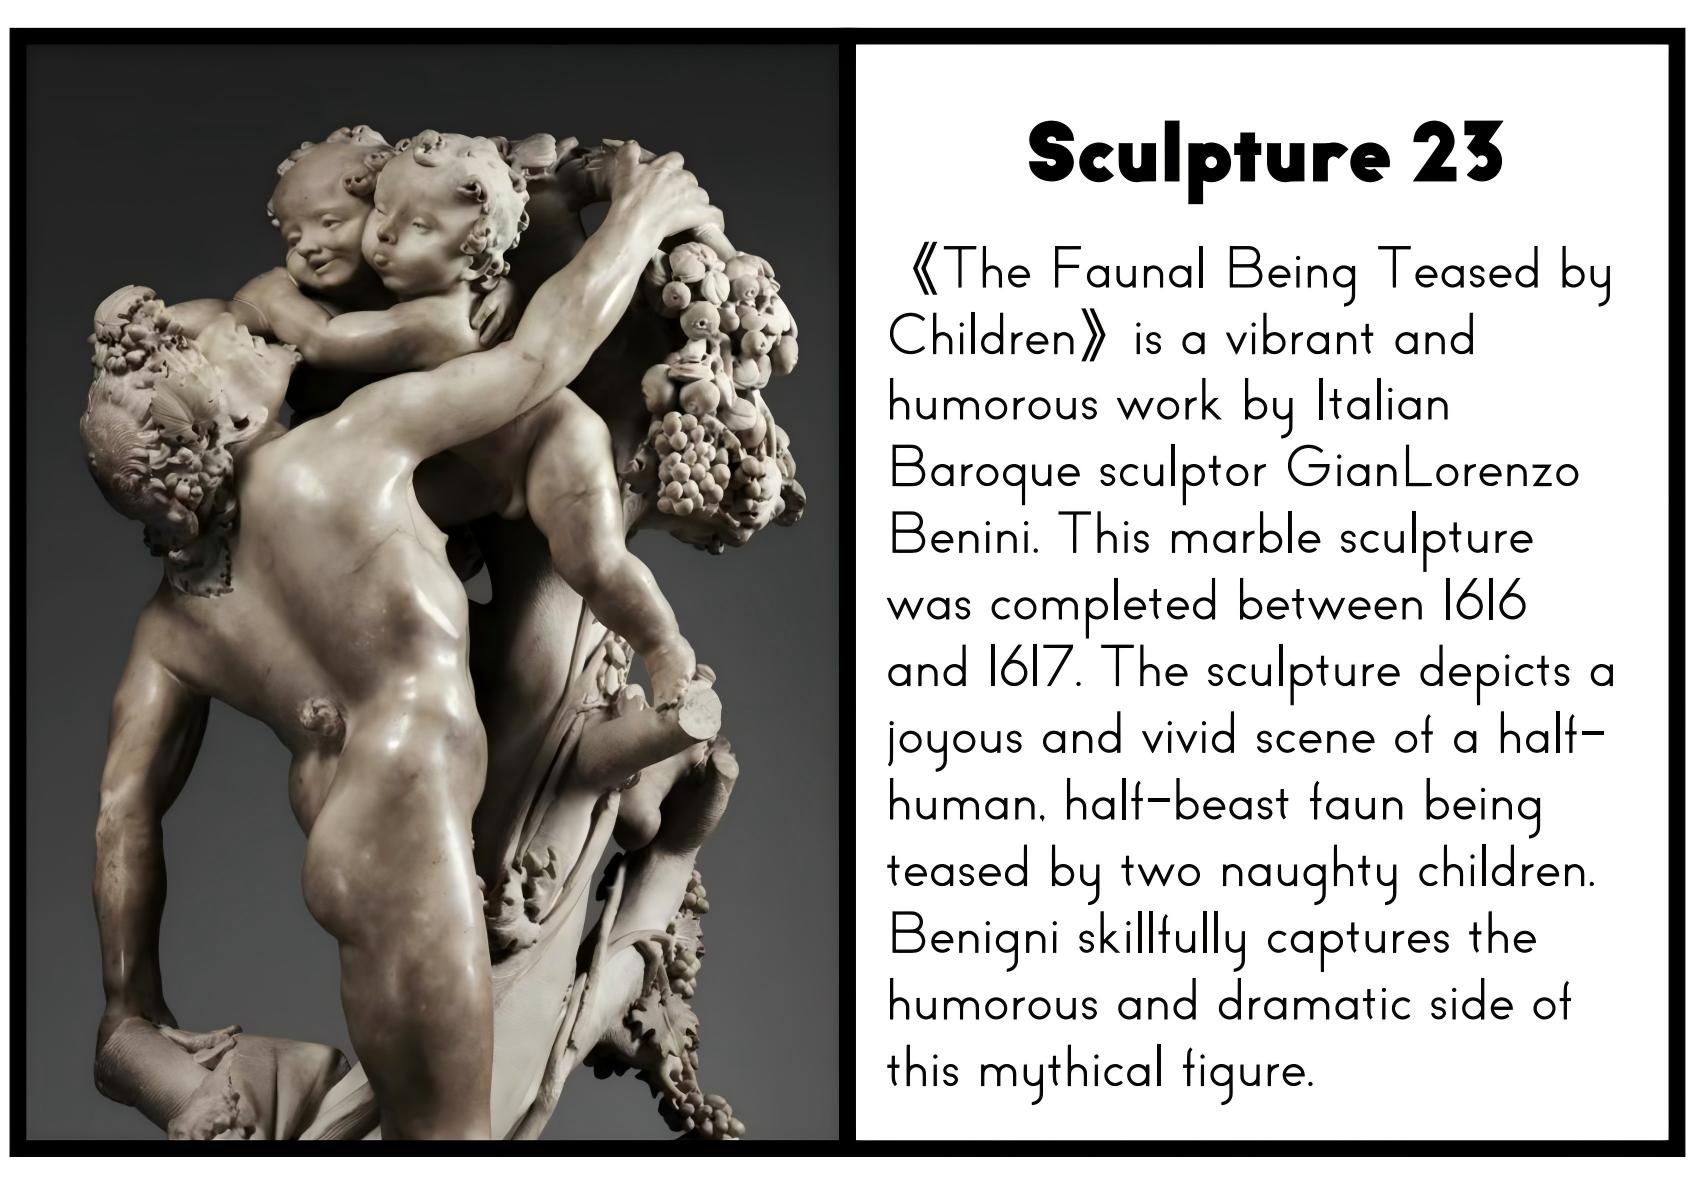 Sculpture 23
《The Faunal Being Teased by
Children》 is a vibrant and
humorous work by Italian
Baroque sculptor GianLorenzo
Benini. This marble sculpture
was completed between 1616
and 1617. The sculpture depicts a
joyous and vivid scene of a half-
human, half-beast faun being
teased by two naughty children.
Benigni skillfully captures the
humorous and dramatic side of
this mythical figure.